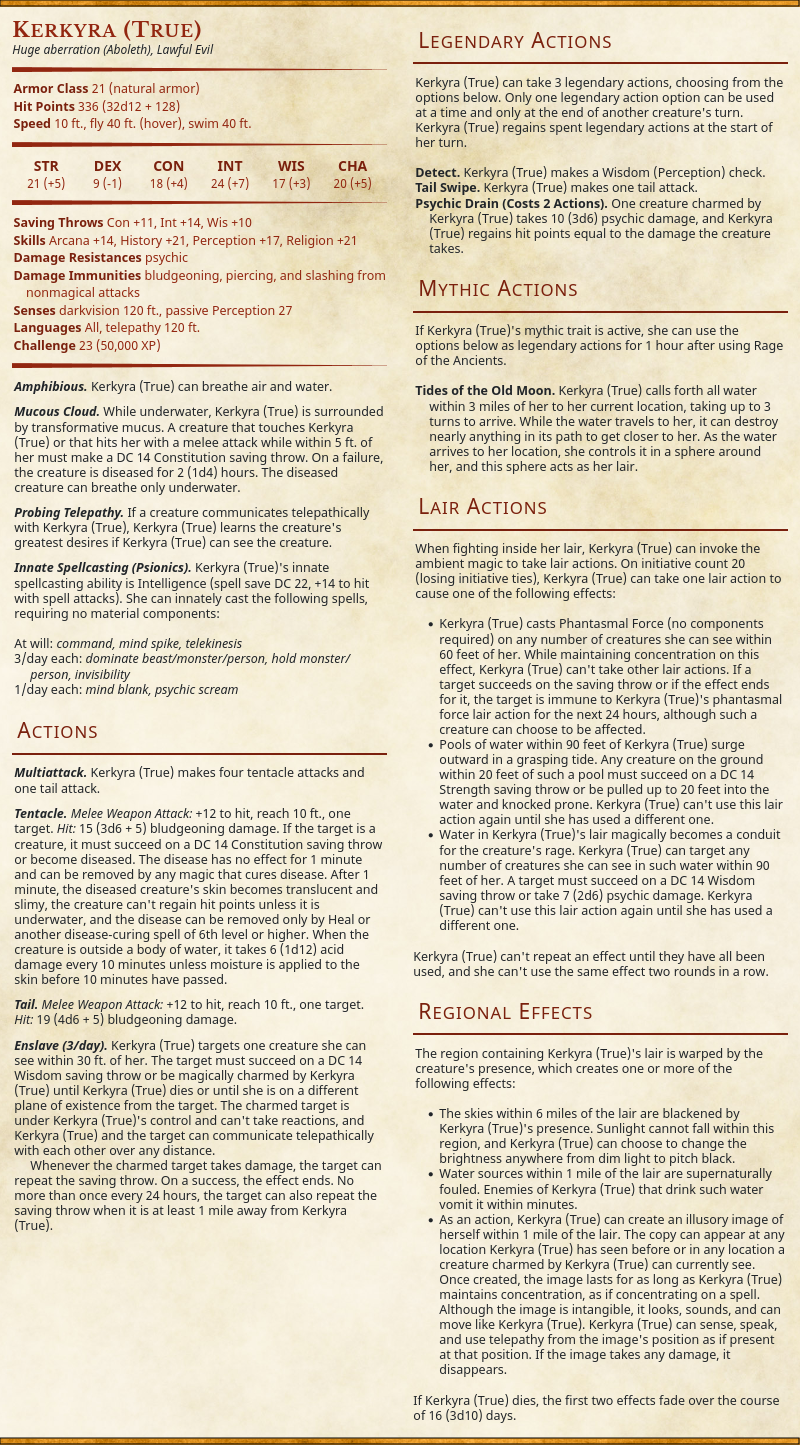 Kerkyra (True)
Huge aberration (Aboleth), Lawful Evil
Armor Class 21 (natural armor)
Hit Points 336 (32d12 + 128)
Speed 10 ft., fly 40 ft. (hover), swim 40 ft.
STR DEX CON INT WIS CHA
21 (+5) 9 (-1) 18 (+4) 24 (+7) 17 (+3) 20 (+5)
Saving Throws Con +11, Int +14, Wis +10
Skills Arcana +14, History +21, Perception +17, Religion +21
Damage Resistances psychic
Damage Immunities bludgeoning, piercing, and slashing from
nonmagical attacks
Senses darkvision 120 ft., passive Perception 27
Languages All, telepathy 120 ft.
Challenge 23 (50,000 XP)
Amphibious. Kerkyra (True) can breathe air and water.
Mucous Cloud. While underwater, Kerkyra (True) is surrounded
by transformative mucus. A creature that touches Kerkyra
(True) or that hits her with a melee attack while within 5 ft. of
her must make a DC 14 Constitution saving throw. On a failure,
the creature is diseased for 2 (1d4) hours. The diseased
creature can breathe only underwater.
Probing Telepathy. If a creature communicates telepathically
with Kerkyra (True), Kerkyra (True) learns the creature's
greatest desires if Kerkyra (True) can see the creature.
Innate Spellcasting (Psionics). Kerkyra (True)'s innate
spellcasting ability is Intelligence (spell save DC 22, +14 to hit
with spell attacks). She can innately cast the following spells,
requiring no material components:
At will: command, mind spike, telekinesis
3/day each: dominate beast/monster/person, hold monster/
person, invisibility
1/day each: mind blank, psychic scream
Actions
Multiattack. Kerkyra (True) makes four tentacle attacks and
one tail attack.
Tentacle. Melee Weapon Attack: +12 to hit, reach 10 ft., one
target. Hit: 15 (3d6 + 5) bludgeoning damage. If the target is a
creature, it must succeed on a DC 14 Constitution saving throw
or become diseased. The disease has no effect for 1 minute
and can be removed by any magic that cures disease. After 1
minute, the diseased creature's skin becomes translucent and
slimy, the creature can't regain hit points unless it is
underwater, and the disease can be removed only by Heal or
another disease-curing spell of 6th level or higher. When the
creature is outside a body of water, it takes 6 (1d12) acid
damage every 10 minutes unless moisture is applied to the
skin before 10 minutes have passed.
Tail. Melee Weapon Attack: +12 to hit, reach 10 ft., one target.
Hit: 19 (4d6 + 5) bludgeoning damage.
Enslave (3/day). Kerkyra (True) targets one creature she can
see within 30 ft. of her. The target must succeed on a DC 14
Wisdom saving throw or be magically charmed by Kerkyra
(True) until Kerkyra (True) dies or until she is on a different
plane of existence from the target. The charmed target is
under Kerkyra (True)'s control and can't take reactions, and
Kerkyra (True) and the target can communicate telepathically
with each other over any distance.
Whenever the charmed target takes damage, the target can
repeat the saving throw. On a success, the effect ends. No
more than once every 24 hours, the target can also repeat the
saving throw when it is at least 1 mile away from Kerkyra
(True).
Legendary Actions
Kerkyra (True) can take 3 legendary actions, choosing from the
options below. Only one legendary action option can be used
at a time and only at the end of another creature's turn.
Kerkyra (True) regains spent legendary actions at the start of
her turn.
Detect. Kerkyra (True) makes a Wisdom (Perception) check.
Tail Swipe. Kerkyra (True) makes one tail attack.
Psychic Drain (Costs 2 Actions). One creature charmed by
Kerkyra (True) takes 10 (3d6) psychic damage, and Kerkyra
(True) regains hit points equal to the damage the creature
takes.
Mythic Actions
If Kerkyra (True)'s mythic trait is active, she can use the
options below as legendary actions for 1 hour after using Rage
of the Ancients.
Tides of the Old Moon. Kerkyra (True) calls forth all water
within 3 miles of her to her current location, taking up to 3
turns to arrive. While the water travels to her, it can destroy
nearly anything in its path to get closer to her. As the water
arrives to her location, she controls it in a sphere around
her, and this sphere acts as her lair.
Lair Actions
When fighting inside her lair, Kerkyra (True) can invoke the
ambient magic to take lair actions. On initiative count 20
(losing initiative ties), Kerkyra (True) can take one lair action to
cause one of the following effects:
• Kerkyra (True) casts Phantasmal Force (no components
required) on any number of creatures she can see within
60 feet of her. While maintaining concentration on this
effect, Kerkyra (True) can't take other lair actions. If a
target succeeds on the saving throw or if the effect ends
for it, the target is immune to Kerkyra (True)'s phantasmal
force lair action for the next 24 hours, although such a
creature can choose to be affected.
• Pools of water within 90 feet of Kerkyra (True) surge
outward in a grasping tide. Any creature on the ground
within 20 feet of such a pool must succeed on a DC 14
Strength saving throw or be pulled up to 20 feet into the
water and knocked prone. Kerkyra (True) can't use this lair
action again until she has used a different one.
• Water in Kerkyra (True)'s lair magically becomes a conduit
for the creature's rage. Kerkyra (True) can target any
number of creatures she can see in such water within 90
feet of her. A target must succeed on a DC 14 Wisdom
saving throw or take 7 (2d6) psychic damage. Kerkyra
(True) can't use this lair action again until she has used a
different one.
Kerkyra (True) can't repeat an effect until they have all been
used, and she can't use the same effect two rounds in a row.
Regional Effects
The region containing Kerkyra (True)'s lair is warped by the
creature's presence, which creates one or more of the
following effects:
• The skies within 6 miles of the lair are blackened by
Kerkyra (True)'s presence. Sunlight cannot fall within this
region, and Kerkyra (True) can choose to change the
brightness anywhere from dim light to pitch black.
• Water sources within 1 mile of the lair are supernaturally
fouled. Enemies of Kerkyra (True) that drink such water
vomit it within minutes.
• As an action, Kerkyra (True) can create an illusory image of
herself within 1 mile of the lair. The copy can appear at any
location Kerkyra (True) has seen before or in any location a
creature charmed by Kerkyra (True) can currently see.
Once created, the image lasts for as long as Kerkyra (True)
maintains concentration, as if concentrating on a spell.
Although the image is intangible, it looks, sounds, and can
move like Kerkyra (True). Kerkyra (True) can sense, speak,
and use telepathy from the image's position as if present
at that position. If the image takes any damage, it
disappears.
If Kerkyra (True) dies, the first two effects fade over the course
of 16 (3d10) days.